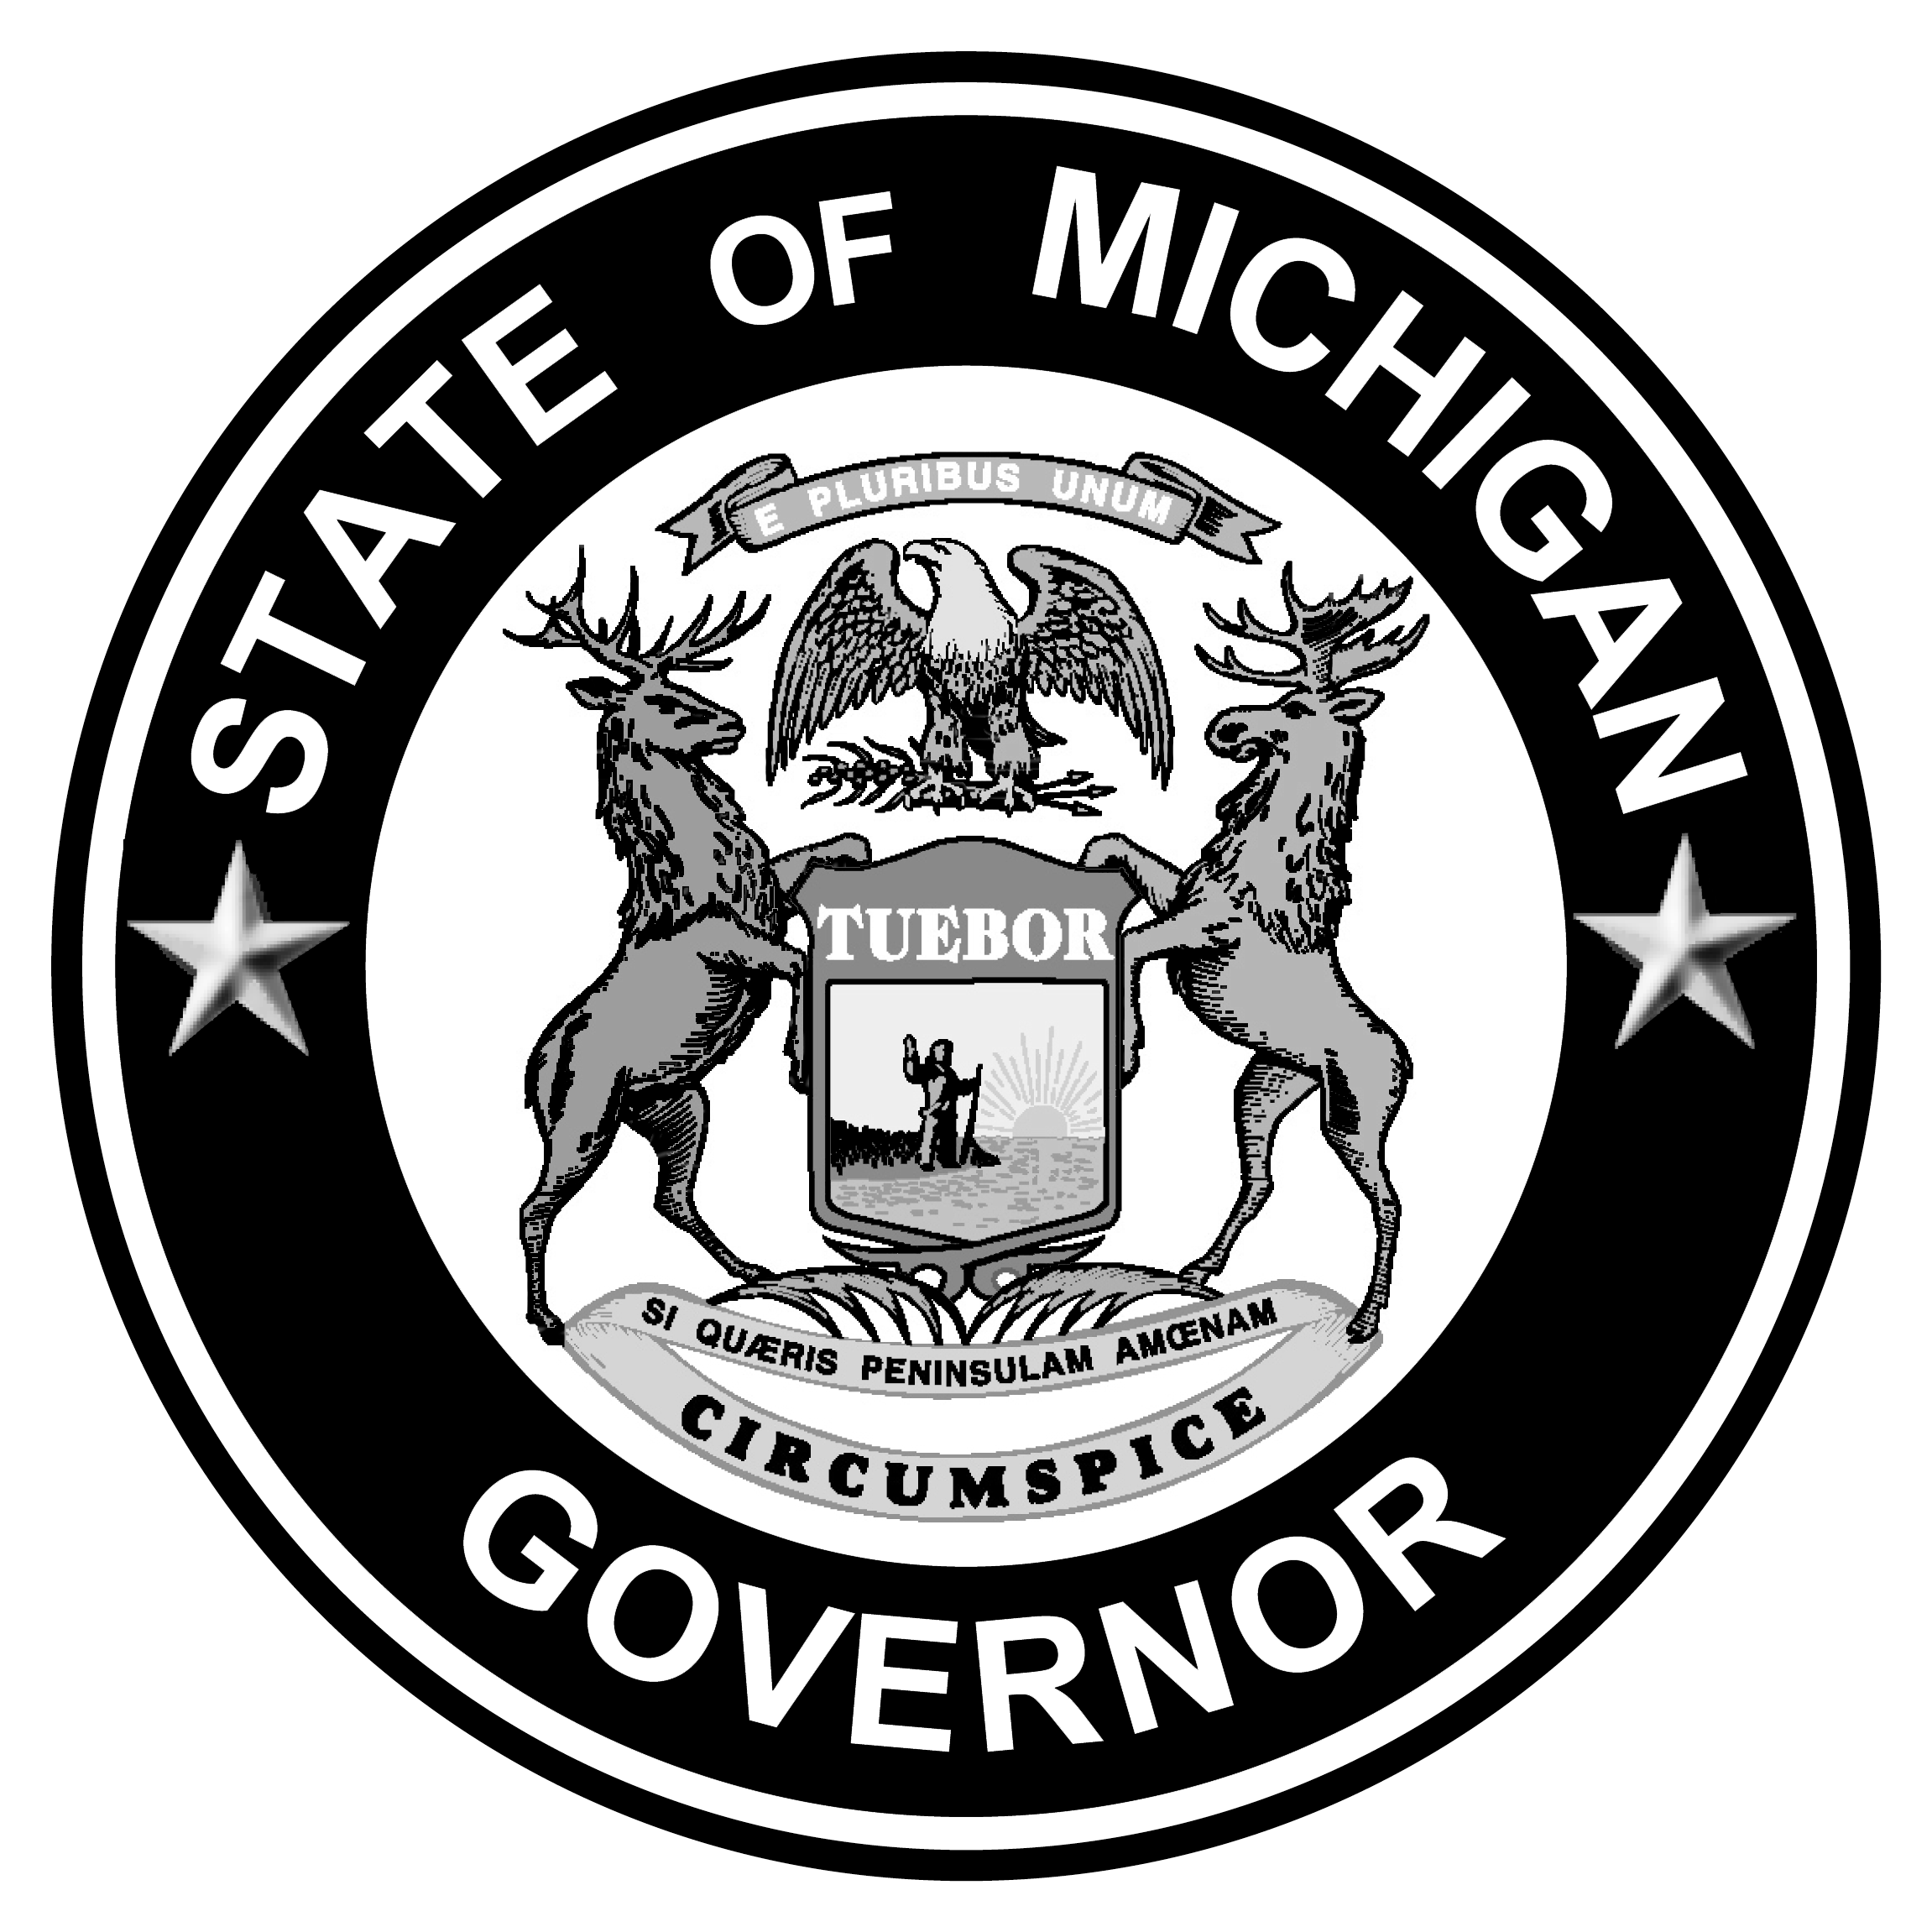 STATE OF MICHIGAN
E PLURIBUS UNUM
TUEBOR
SI QUÆRIS PENINSULAM AMŒNAM
CIRCUMSPICE
GOVERNOR